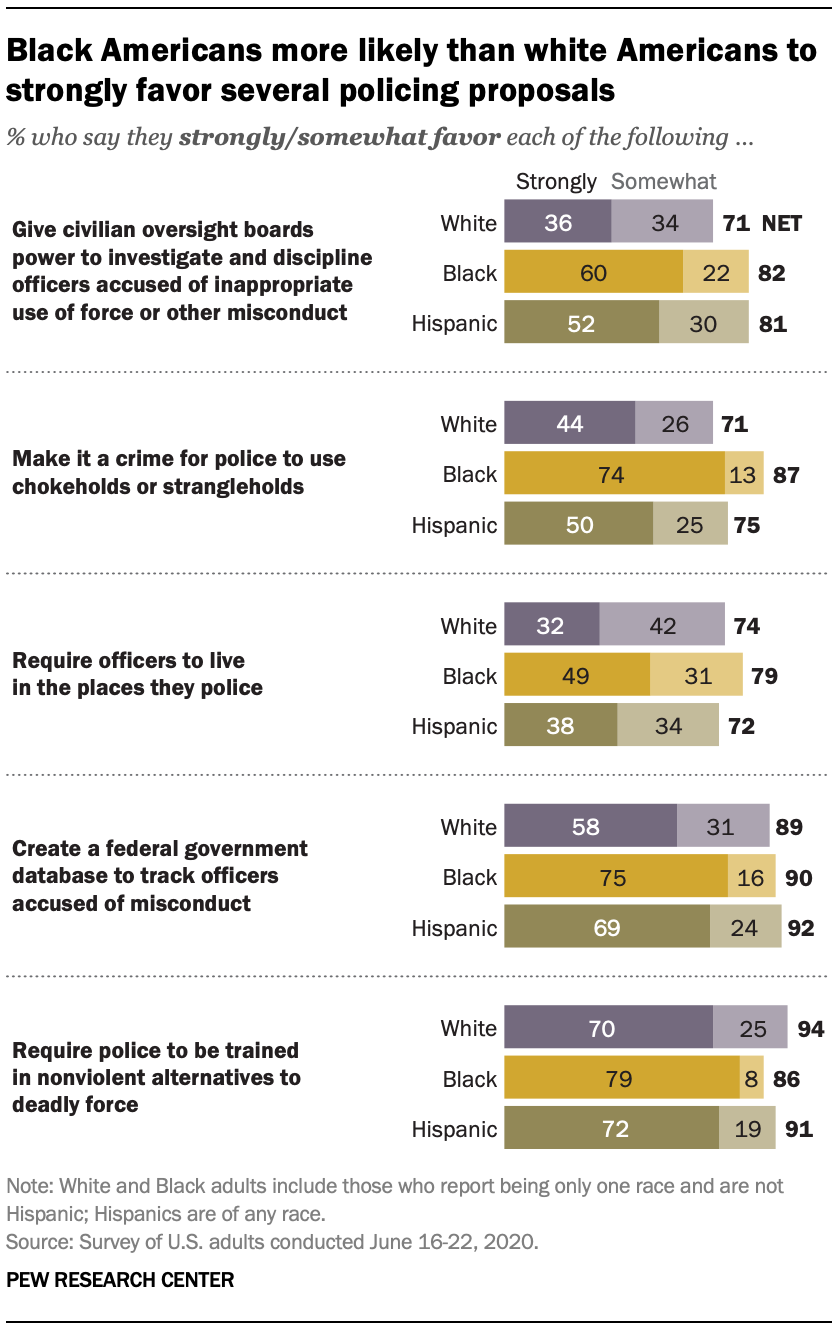 Black Americans more likely than white Americans to
strongly favor several policing proposals
% who say they strongly/somewhat favor each of the following ...
Strongly Somewhat
Give civilian oversight boards
power to investigate and discipline
officers accused of inappropriate
use of force or other misconduct
White 36 34 71 NET
Black 60 22 82
Hispanic 52 30 81
Make it a crime for police to use
chokeholds or strangleholds
White 44 26 71
Black 74 13 87
Hispanic 50 25 75
Require officers to live
in the places they police
White 32 42 74
Black 49 31 79
Hispanic 38 34 72
Create a federal government
database to track officers
accused of misconduct
White 58 31 89
Black 75 16 90
Hispanic 69 24 92
Require police to be trained
in nonviolent alternatives to
deadly force
White 70 25 94
Black 79 8 86
Hispanic 72 19 91
Note: White and Black adults include those who report being only one race and are not
Hispanic; Hispanics are of any race.
Source: Survey of U.S. adults conducted June 16-22, 2020.
PEW RESEARCH CENTER